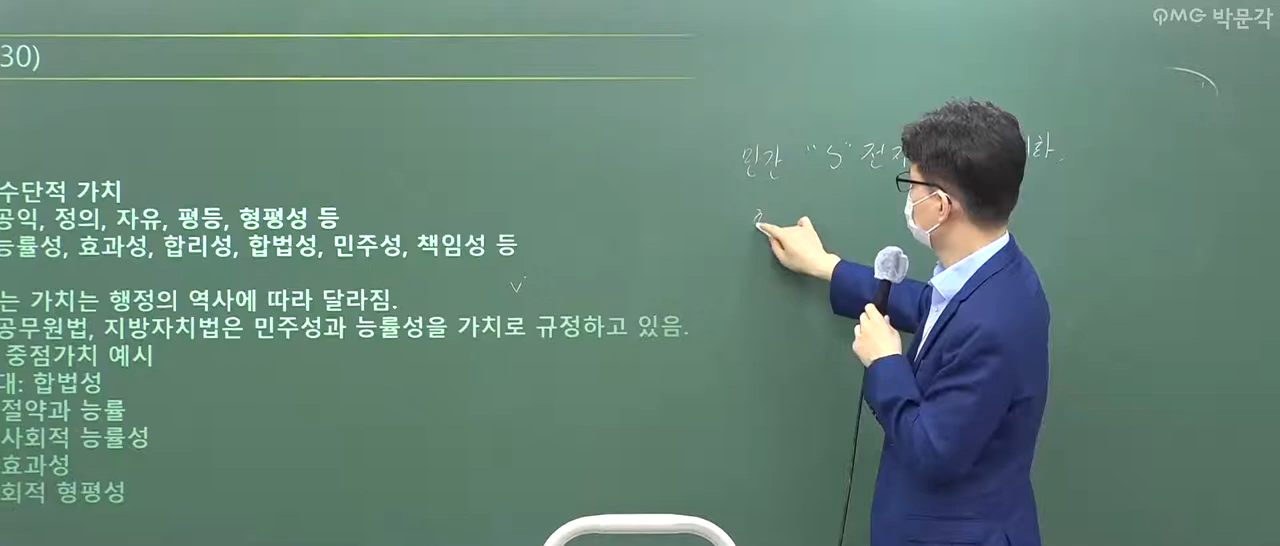 QMG 박문각
30)
수단적 가치
공익, 정의, 자유, 평등, 형평성 등
능률성, 효과성, 합리성, 합법성, 민주성, 책임성 등
는 가치는 행정의 역사에 따라 달라짐.
공무원법, 지방자치법은 민주성과 능률성을 가치로 규정하고 있음.
중점가치 예시
대: 합법성
절약과 능률
사회적 능률성
효과성
회적 형평성
민간 "S"